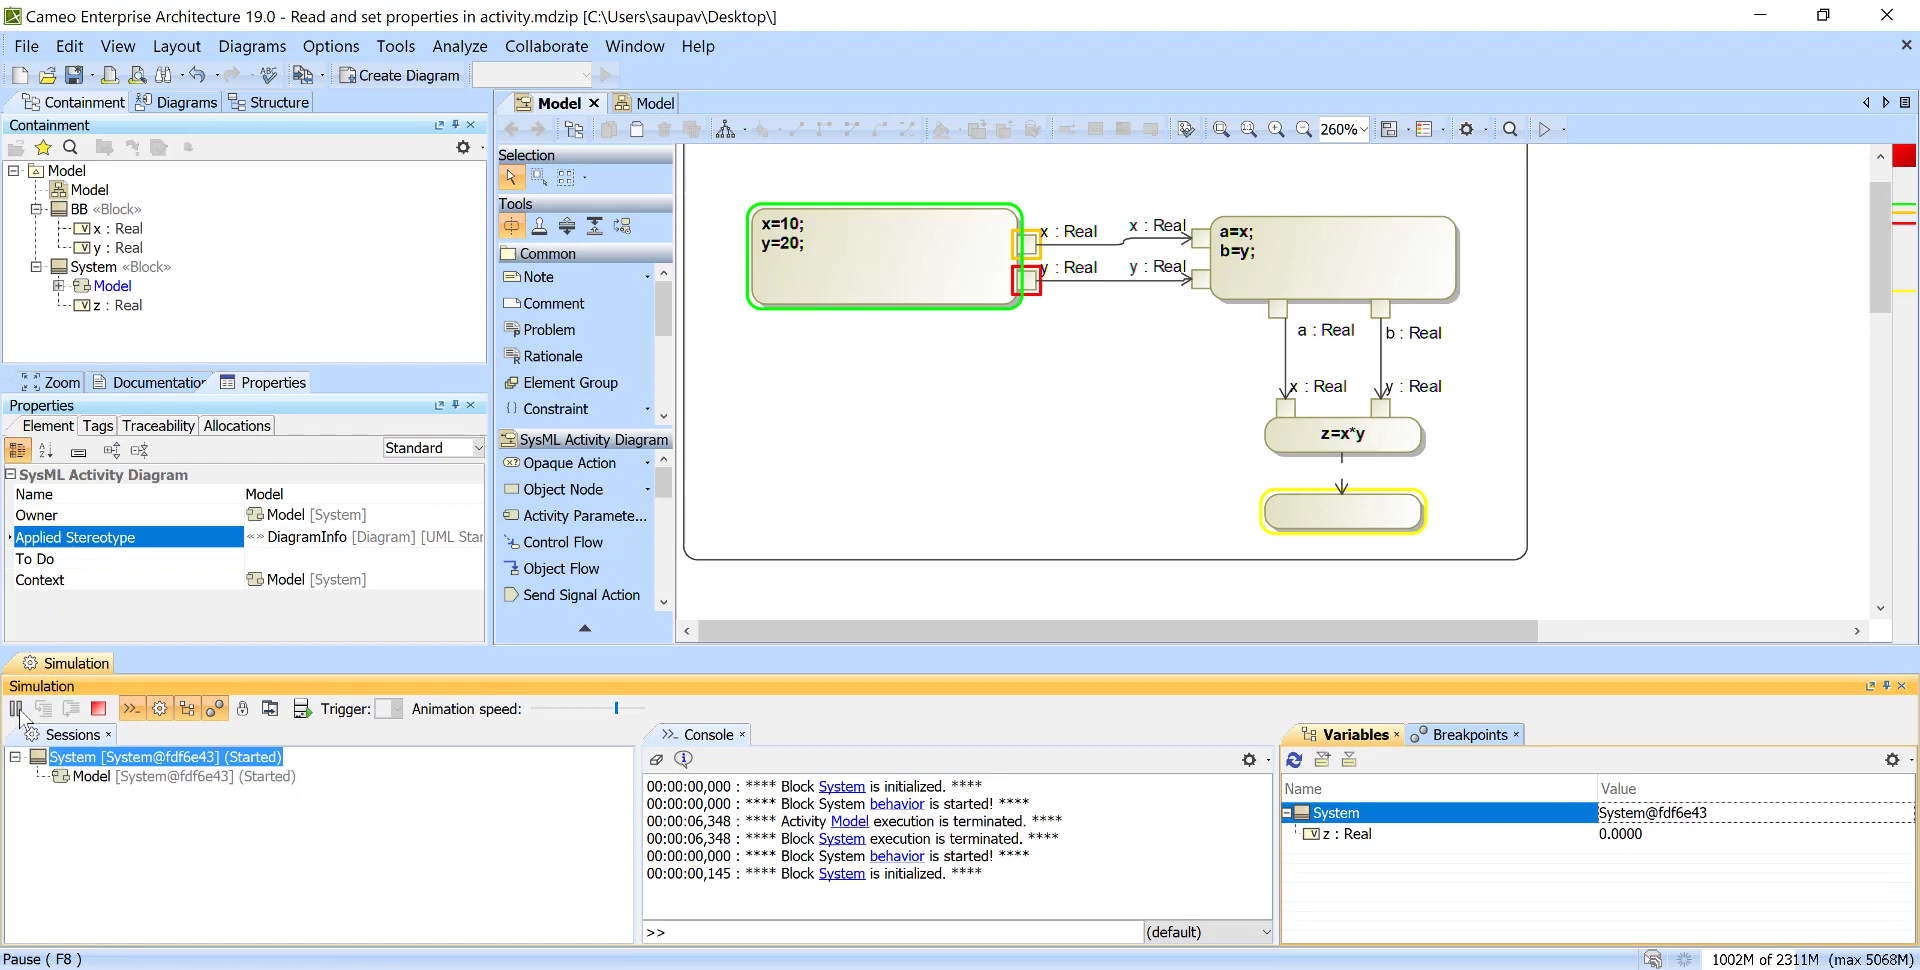 Cameo Enterprise Architecture 19.0 - Read and set properties in activity.mdzip [C:\Users\saupav\Desktop\]
File Edit View Layout Diagrams Options Tools Analyze Collaborate Window Help
Create Diagram
Containment Diagrams Structure
Model Model
Containment
260%
Model
Model
BB «Block»
x : Real
y : Real
System «Block»
Model
z : Real
Zoom Documentation Properties
Properties
Element Tags Traceability Allocations
Standard
SysML Activity Diagram
Name Model
Owner Model [System]
Applied Stereotype «» DiagramInfo [Diagram] [UML Star
To Do
Context Model [System]
Selection
Tools
Common
Note
Comment
Problem
Rationale
Element Group
Constraint
SysML Activity Diagram
Opaque Action
Object Node
Activity Paramete...
Control Flow
Object Flow
Send Signal Action
x=10;
y=20;
x : Real x : Real
y : Real y : Real
a=x;
b=y;
a : Real b : Real
x : Real y : Real
z=x*y
Simulation
Simulation
Trigger: Animation speed:
Sessions
System [System@fdf6e43] (Started)
Model [System@fdf6e43] (Started)
Console
00:00:00,000 : **** Block System is initialized. ****
00:00:00,000 : **** Block System behavior is started! ****
00:00:06,348 : **** Activity Model execution is terminated. ****
00:00:06,348 : **** Block System execution is terminated. ****
00:00:00,000 : **** Block System behavior is started! ****
00:00:00,145 : **** Block System is initialized. ****
>> (default)
Variables Breakpoints
Name Value
System System@fdf6e43
z : Real 0.0000
Pause ( F8 )
1002M of 2311M (max 5068M)